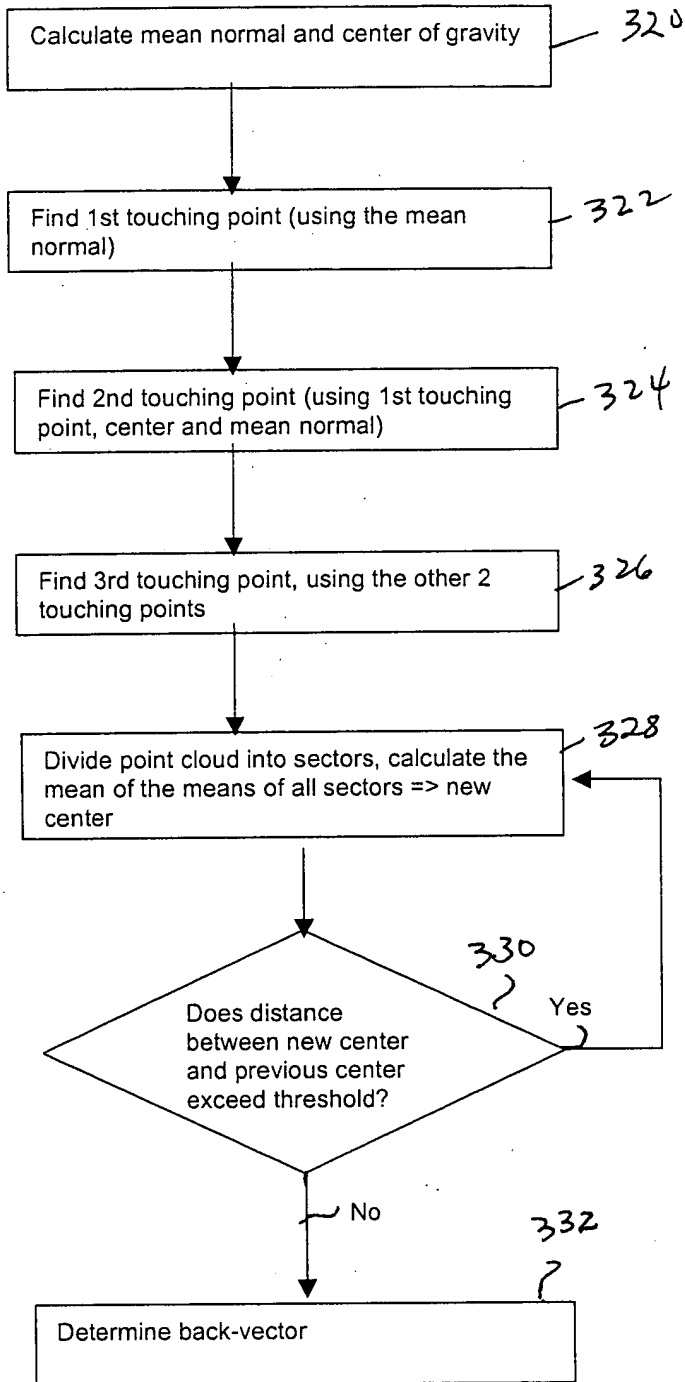 Calculate mean normal and center of gravity
320
Find 1st touching point (using the mean
normal)
322
Find 2nd touching point (using 1st touching
point, center and mean normal)
324
Find 3rd touching point, using the other 2
touching points
326
328
Divide point cloud into sectors, calculate the
mean of the means of all sectors => new
center
330
Does distance
between new center
and previous center
exceed threshold?
Yes
No
332
Determine back-vector